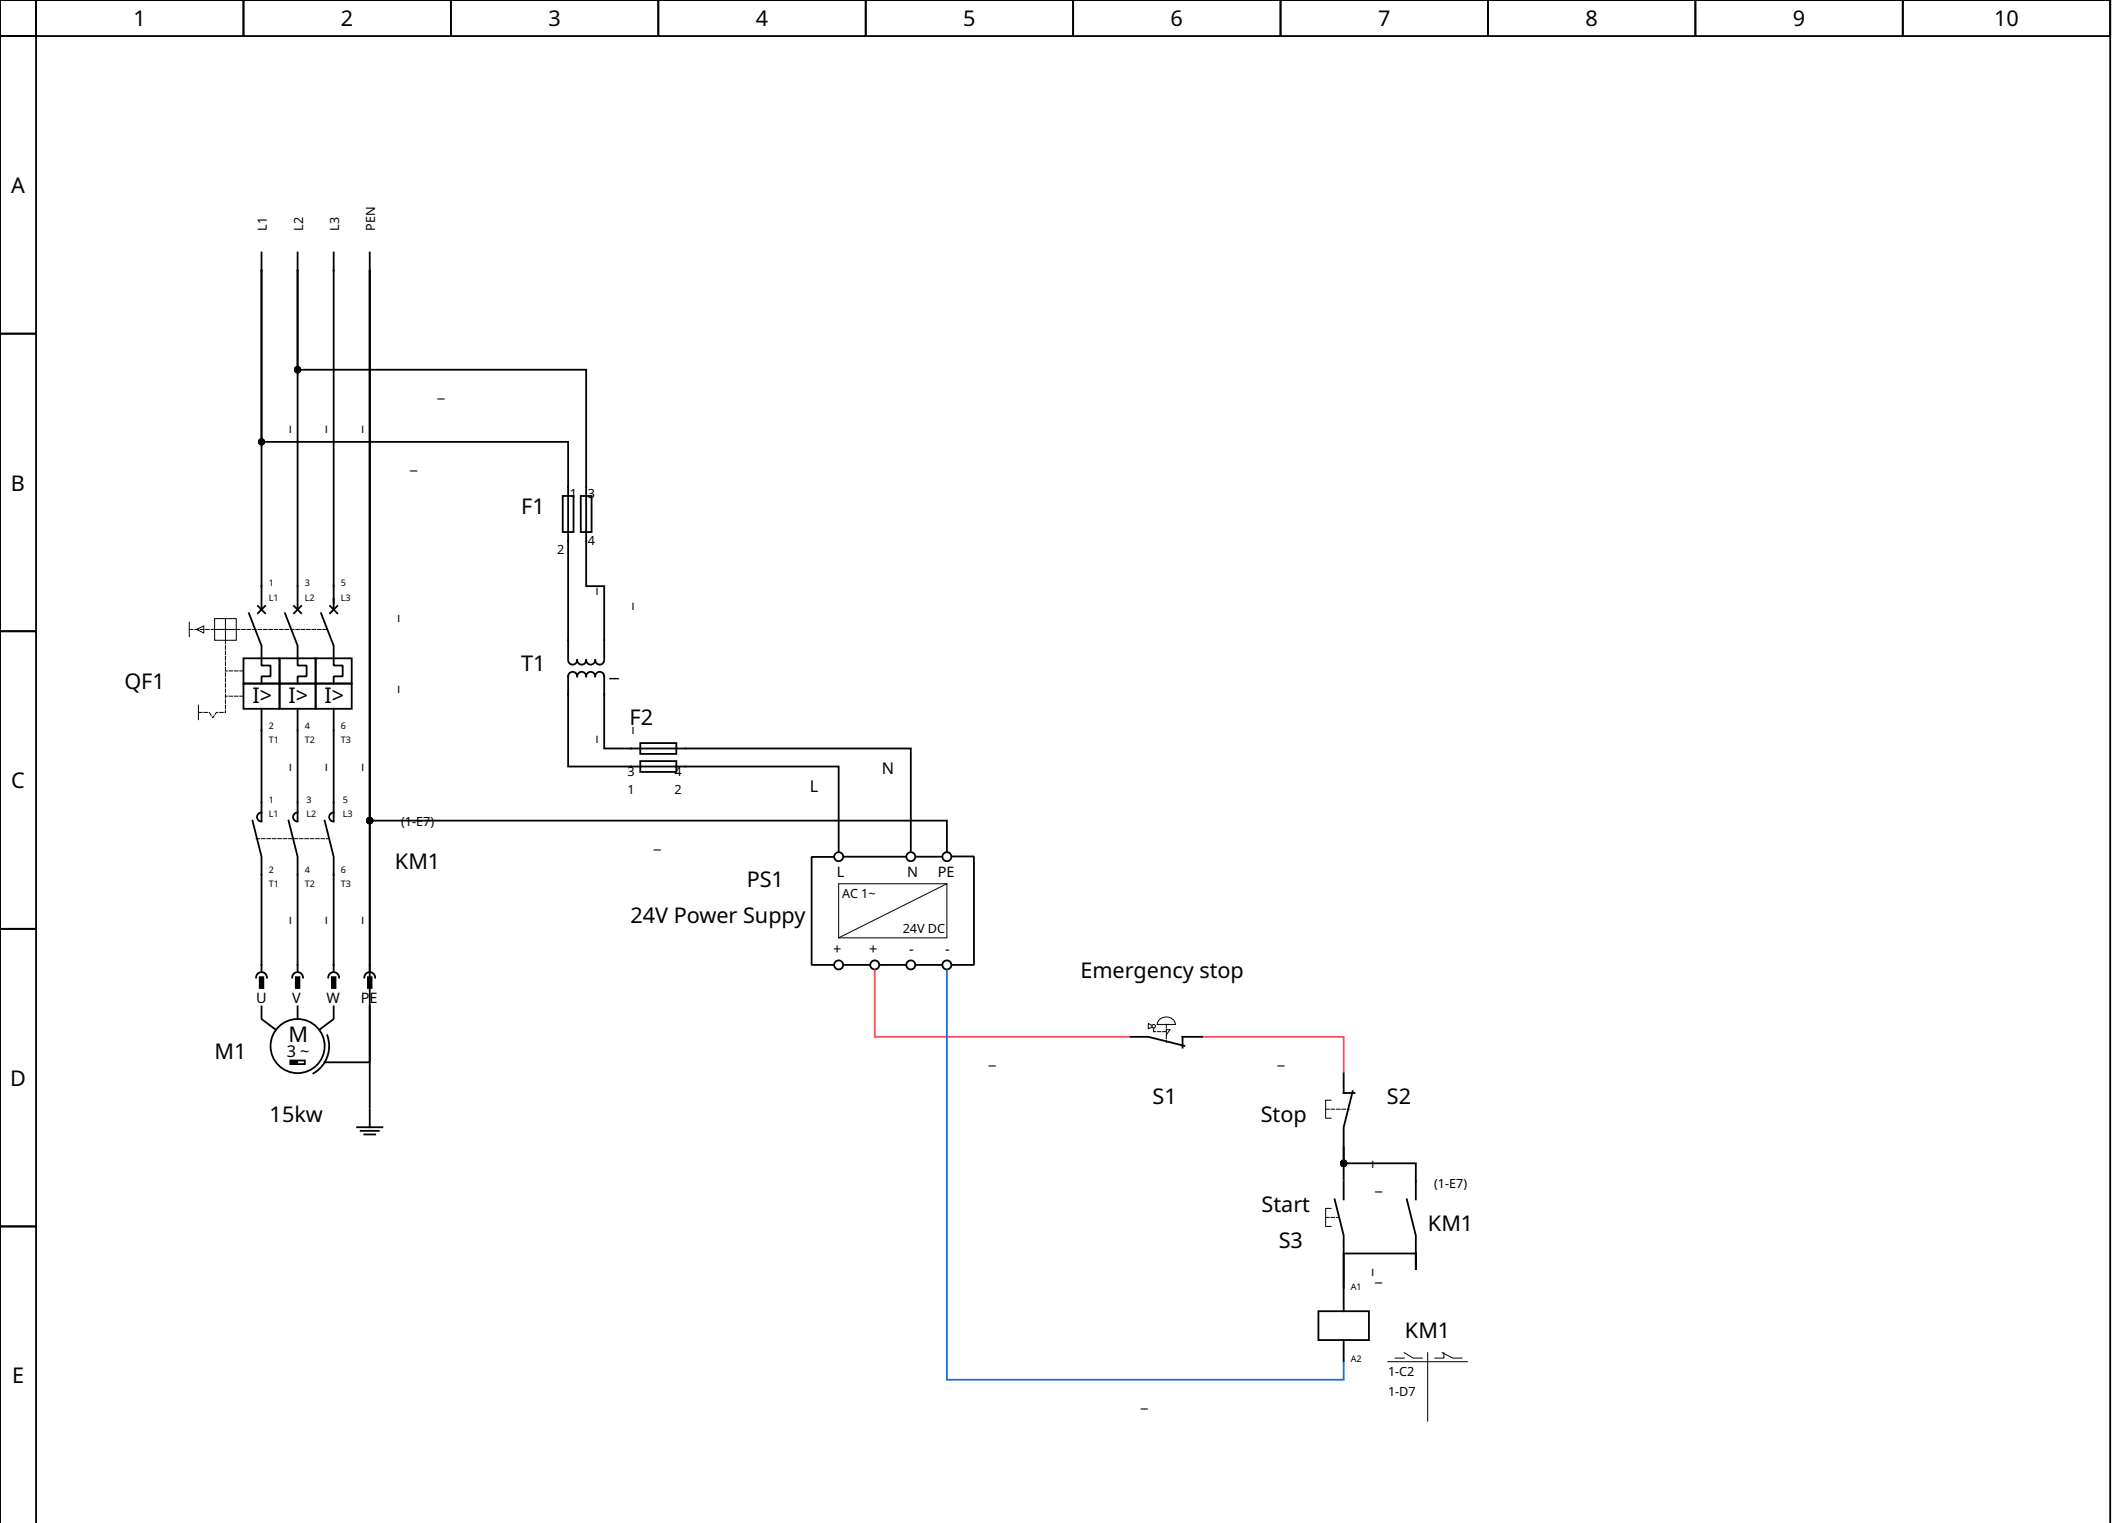 1 2 3 4 5 6 7 8 9 10
A
L1 L2 L3 PEN
B
F1
1 3
2 4
1 3 5
L1 L2 L3
QF1
I> I> I>
T1
2 4 6
T1 T2 T3
F2
3 4
1 2
L
N
C
1 3 5
L1 L2 L3
(1-E7)
KM1
2 4 6
T1 T2 T3
PS1
24V Power Suppy
L N PE
AC 1~
24V DC
+ + - -
D
U V W PE
M
3 ~
M1
15kw
Emergency stop
S1
S2
Stop
(1-E7)
Start
S3
KM1
A1
KM1
A2
1-C2
1-D7
E